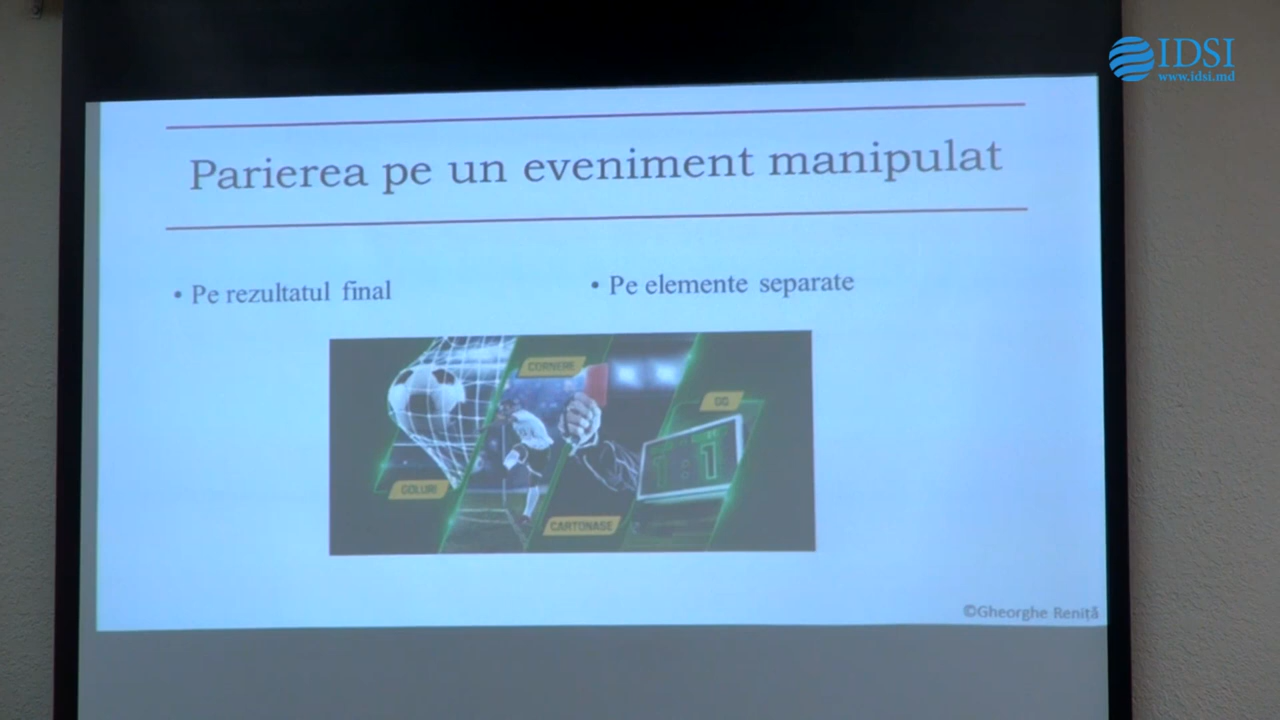 IDSI
www.idsi.md
Parierea pe un eveniment manipulat
• Pe rezultatul final
• Pe elemente separate
CORNERE
GG
1:1
GOLURI
CARTONASE
©Gheorghe Reniță